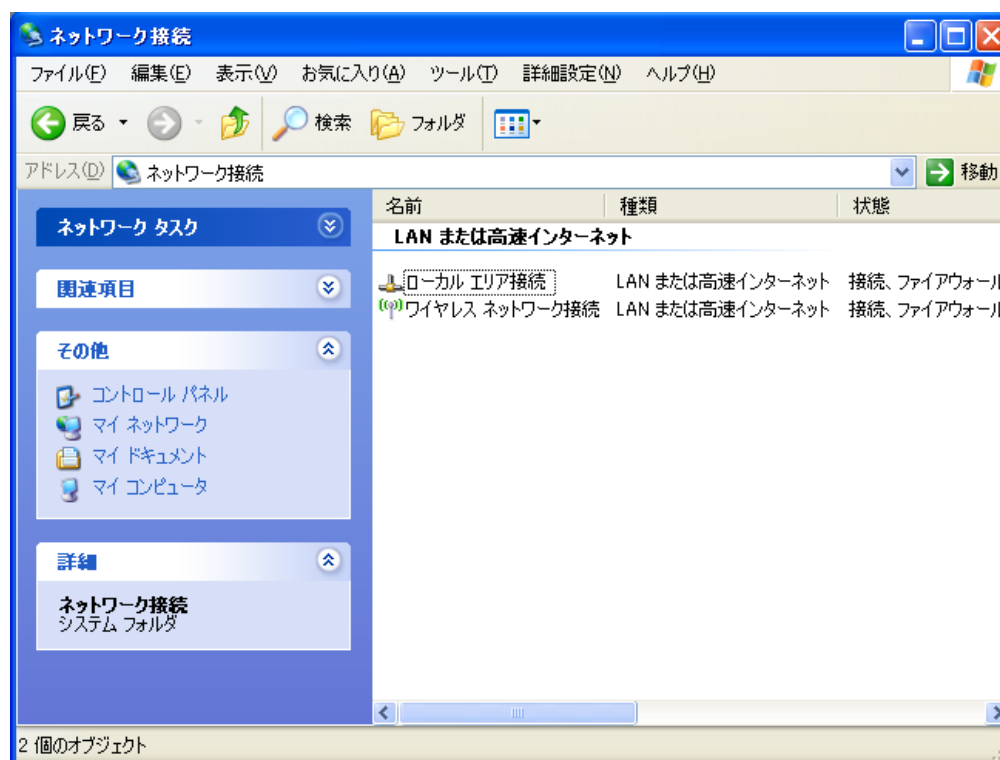 ネットワーク接続
ファイル(F) 編集(E) 表示(V) お気に入り(A) ツール(T) 詳細設定(N) ヘルプ(H)
戻る 検索 フォルダ
アドレス(D) ネットワーク接続 移動
ネットワーク タスク
関連項目
その他
コントロール パネル
マイ ネットワーク
マイ ドキュメント
マイ コンピュータ
詳細
ネットワーク接続
システム フォルダ
名前 種類 状態
LAN または高速インターネット
ローカル エリア接続 LAN または高速インターネット 接続、ファイアウォール
ワイヤレス ネットワーク接続 LAN または高速インターネット 接続、ファイアウォール
2 個のオブジェクト